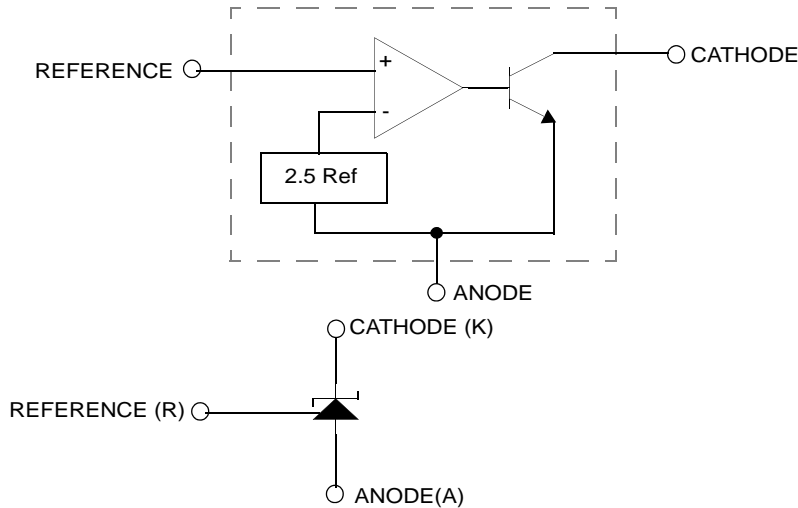 REFERENCE
+
-
CATHODE
2.5 Ref
ANODE
CATHODE (K)
REFERENCE (R)
ANODE(A)